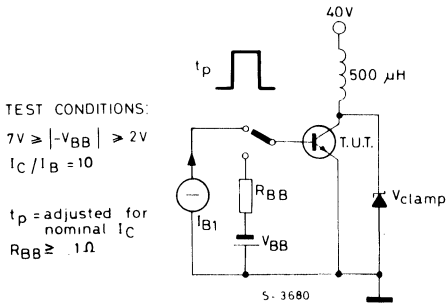 40V
tp
500 µH
TEST CONDITIONS:
7V ≥ |-VBB| ≥ 2V
IC/IB = 10
T.U.T.
RBB
Vclamp
IB1
tp = adjusted for
nominal IC
VBB
RBB ≥ .1Ω
S-3680